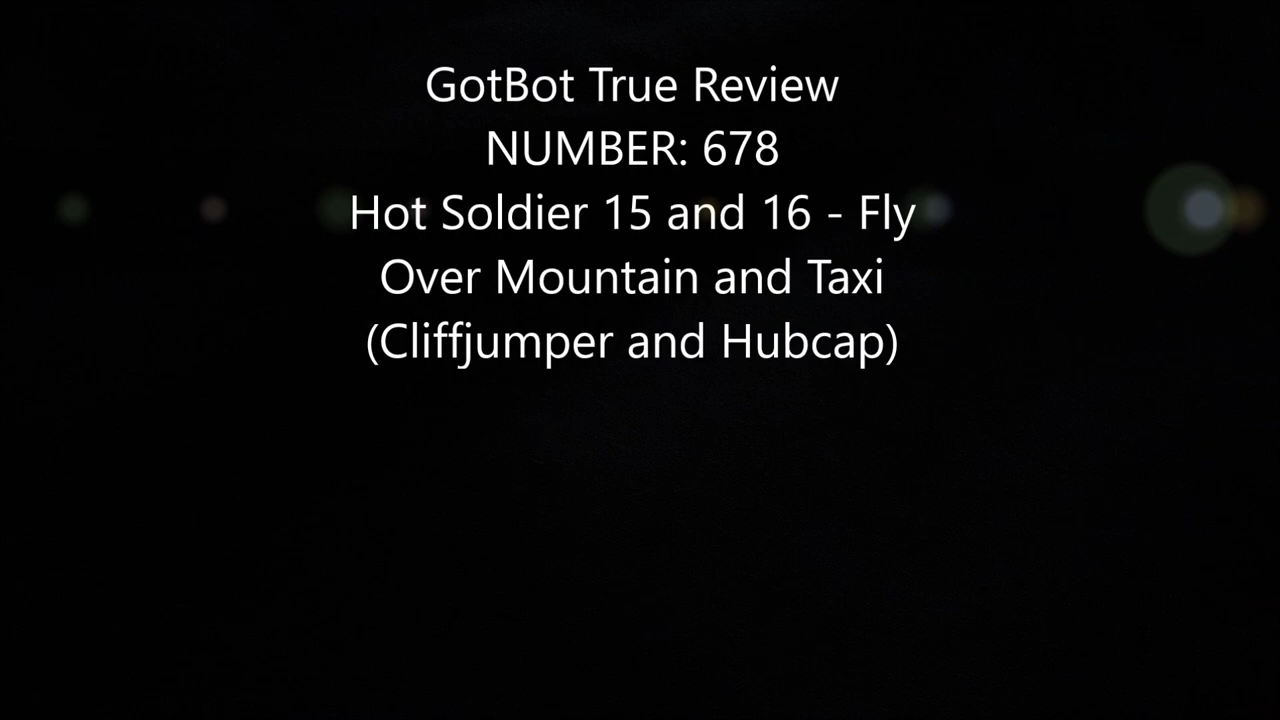 GotBot True Review
NUMBER: 678
Hot Soldier 15 and 16 - Fly
Over Mountain and Taxi
(Cliffjumper and Hubcap)